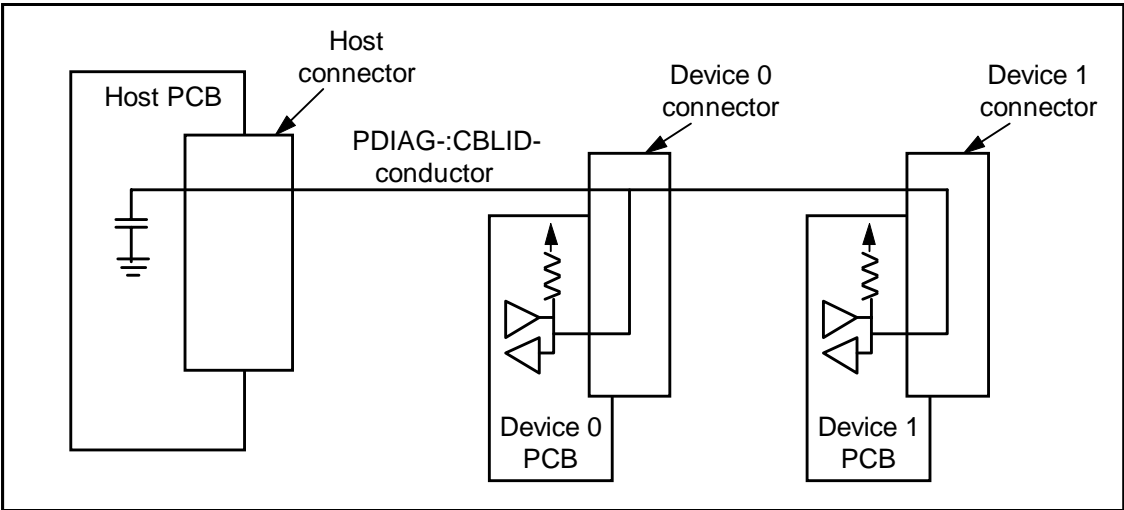 Host
connector
Host PCB
Device 0
connector
Device 1
connector
PDIAG-:CBLID-
conductor
Device 0
PCB
Device 1
PCB